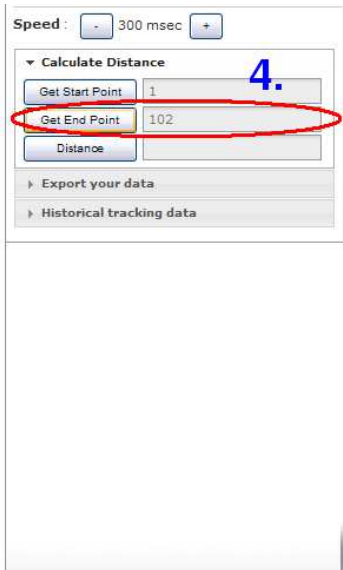 Speed : - 300 msec +
▾ Calculate Distance
4.
Get Start Point 1
Get End Point 102
Distance
▸ Export your data
▸ Historical tracking data